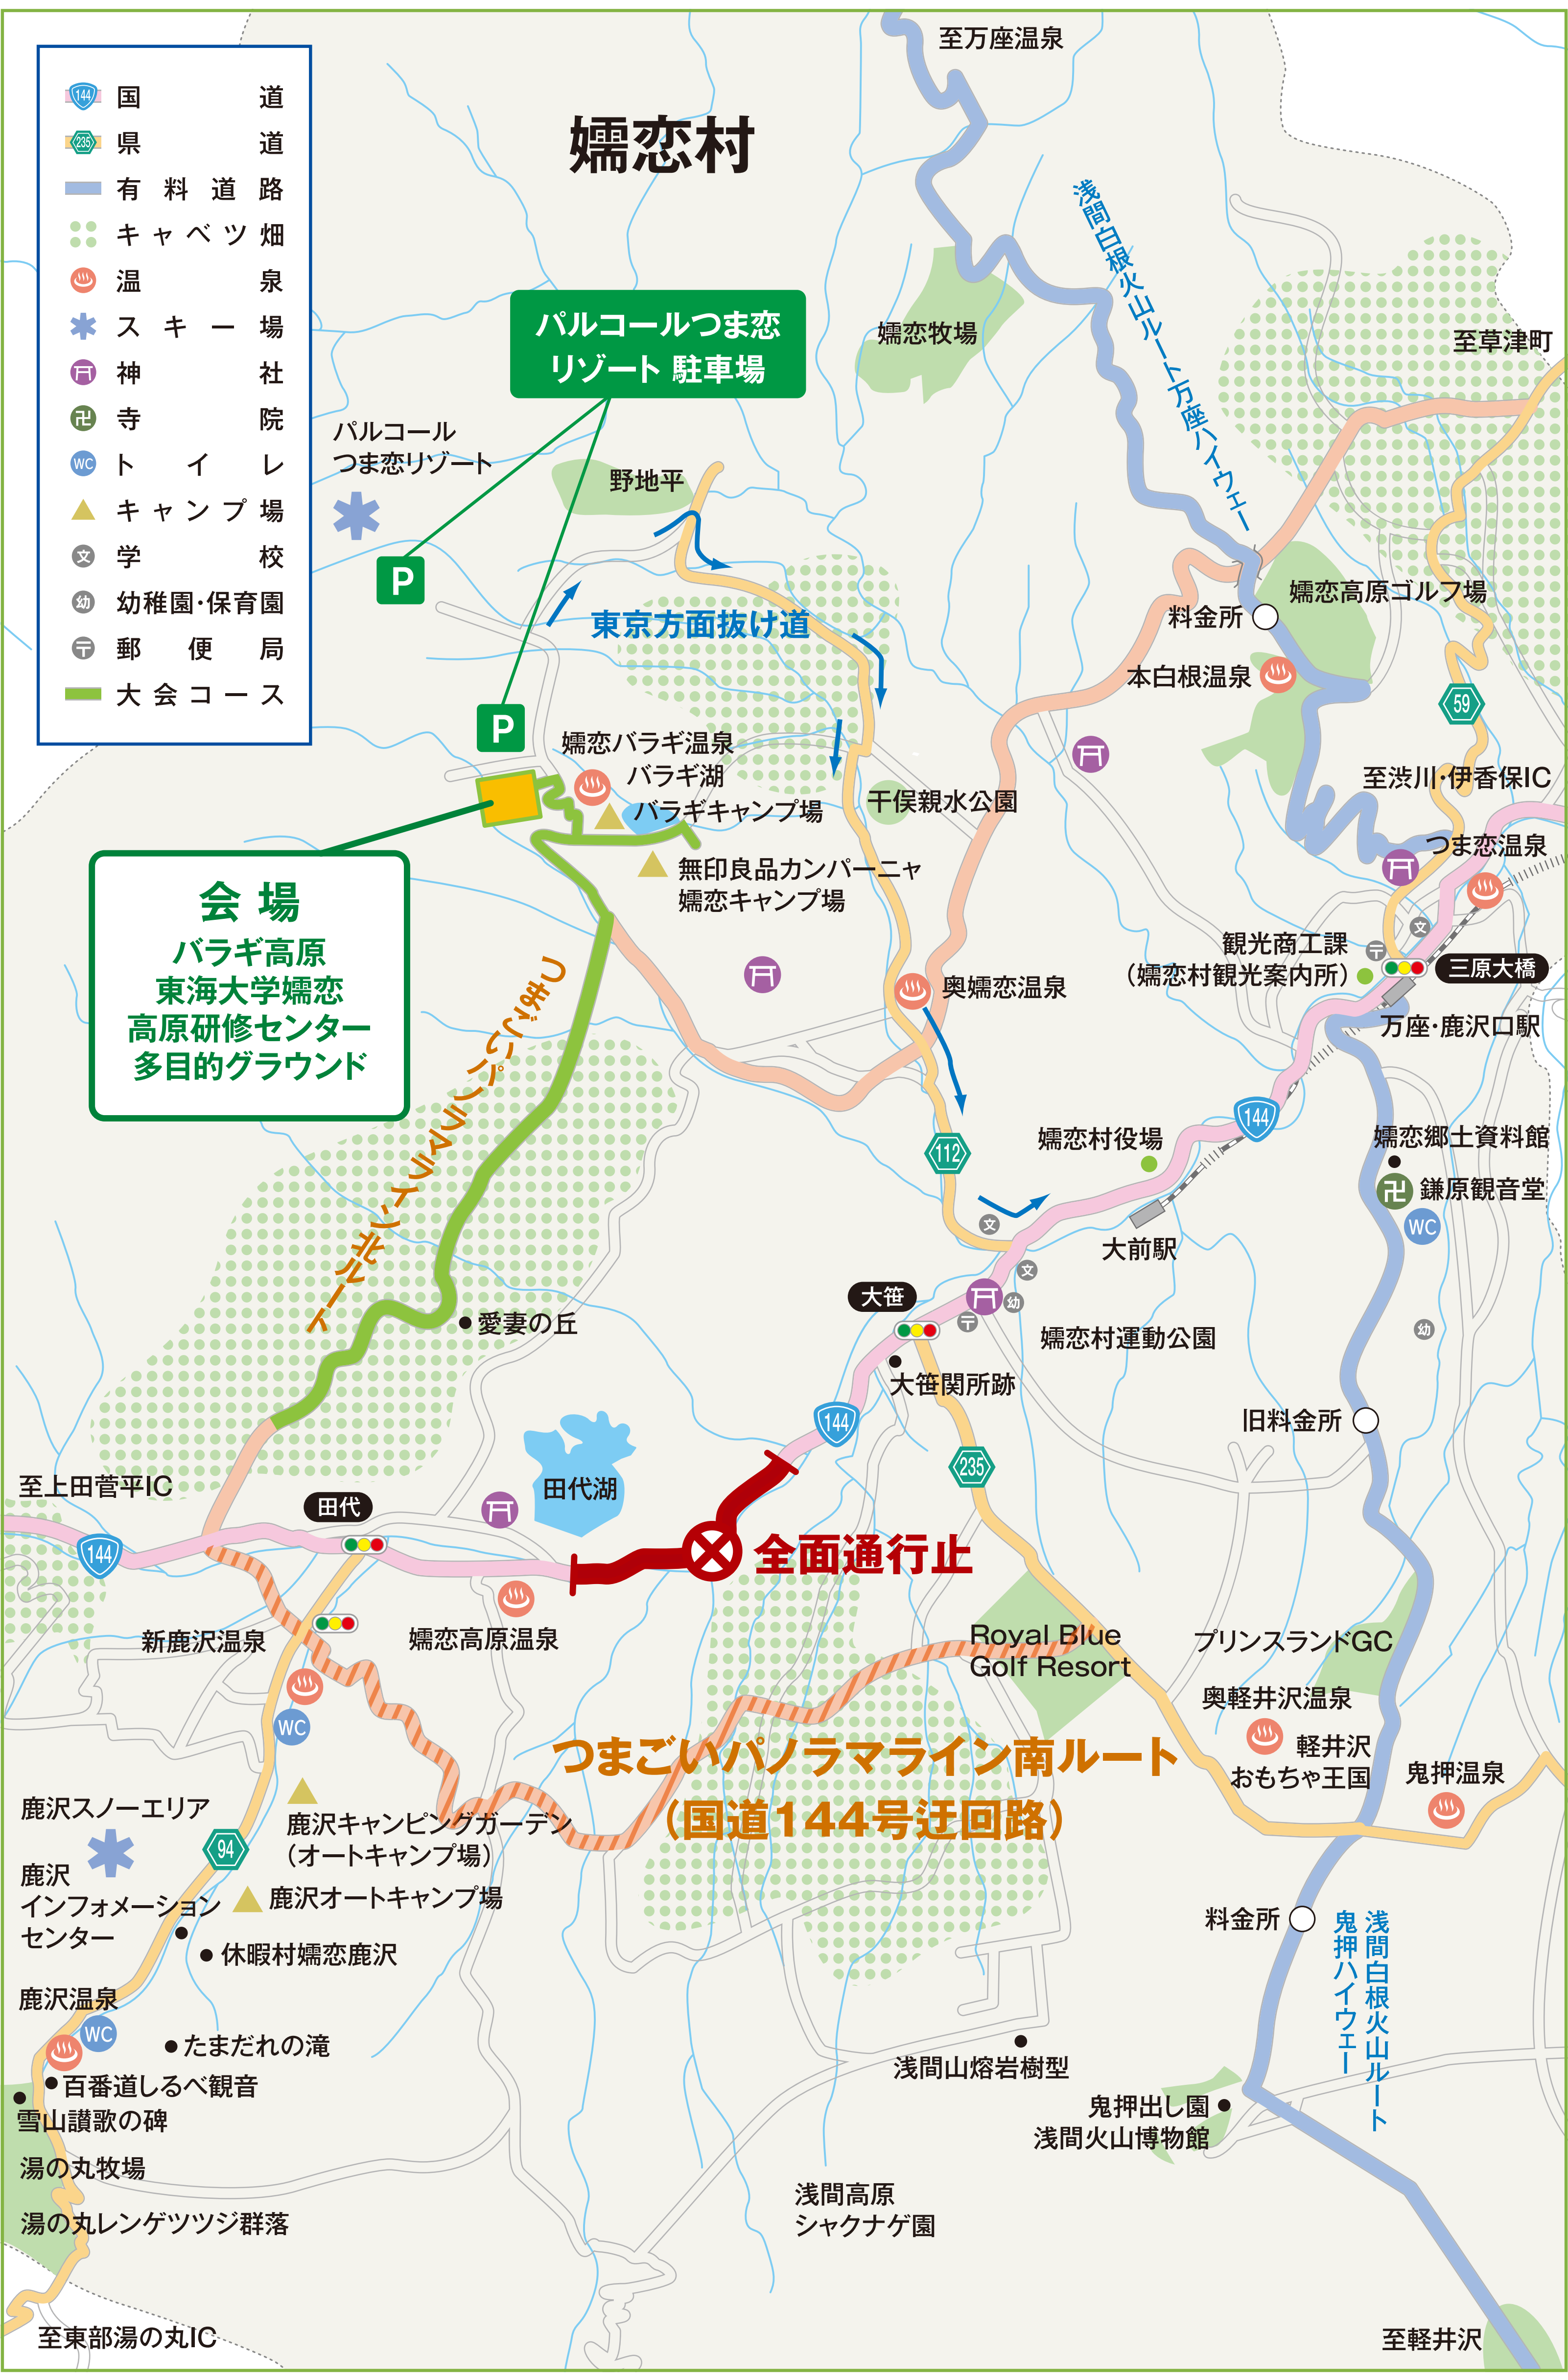 144 国道
235 県道
有料道路
キャベツ畑
温泉
スキー場
神社
卍 寺院
WC トイレ
キャンプ場
文 学校
幼 幼稚園・保育園
〒 郵便局
大会コース
至万座温泉
嬬恋村
浅間白根火山ルート万座ハイウェー
パルコールつま恋
リゾート 駐車場
嬬恋牧場
至草津町
パルコール
つま恋リゾート
野地平
P
東京方面抜け道
嬬恋高原ゴルフ場
料金所
本白根温泉
59
P
嬬恋バラギ温泉
バラギ湖
バラギキャンプ場
干俣親水公園
至渋川・伊香保IC
つま恋温泉
無印良品カンパーニャ
嬬恋キャンプ場
会場
バラギ高原
東海大学嬬恋
高原研修センター
多目的グラウンド
つまごいパノラマライン北ルート
奥嬬恋温泉
文
〒
観光商工課
（嬬恋村観光案内所）
三原大橋
万座・鹿沢口駅
144
112
嬬恋村役場
嬬恋郷土資料館
卍
鎌原観音堂
WC
文
大前駅
文
大笹
幼
〒
嬬恋村運動公園
幼
愛妻の丘
大笹関所跡
144
235
旧料金所
至上田菅平IC
田代
田代湖
144
全面通行止
新鹿沢温泉
嬬恋高原温泉
Royal Blue
Golf Resort
プリンスランドGC
WC
つまごいパノラマライン南ルート
（国道144号迂回路）
奥軽井沢温泉
軽井沢
おもちゃ王国
鬼押温泉
鹿沢スノーエリア
94
鹿沢キャンピングガーデン
（オートキャンプ場）
鹿沢
インフォメーション
センター
鹿沢オートキャンプ場
休暇村嬬恋鹿沢
料金所
浅間白根火山ルート
鬼押ハイウェー
鹿沢温泉
WC
たまだれの滝
百番道しるべ観音
雪山讃歌の碑
浅間山熔岩樹型
鬼押出し園
浅間火山博物館
湯の丸牧場
湯の丸レンゲツツジ群落
浅間高原
シャクナゲ園
至東部湯の丸IC
至軽井沢